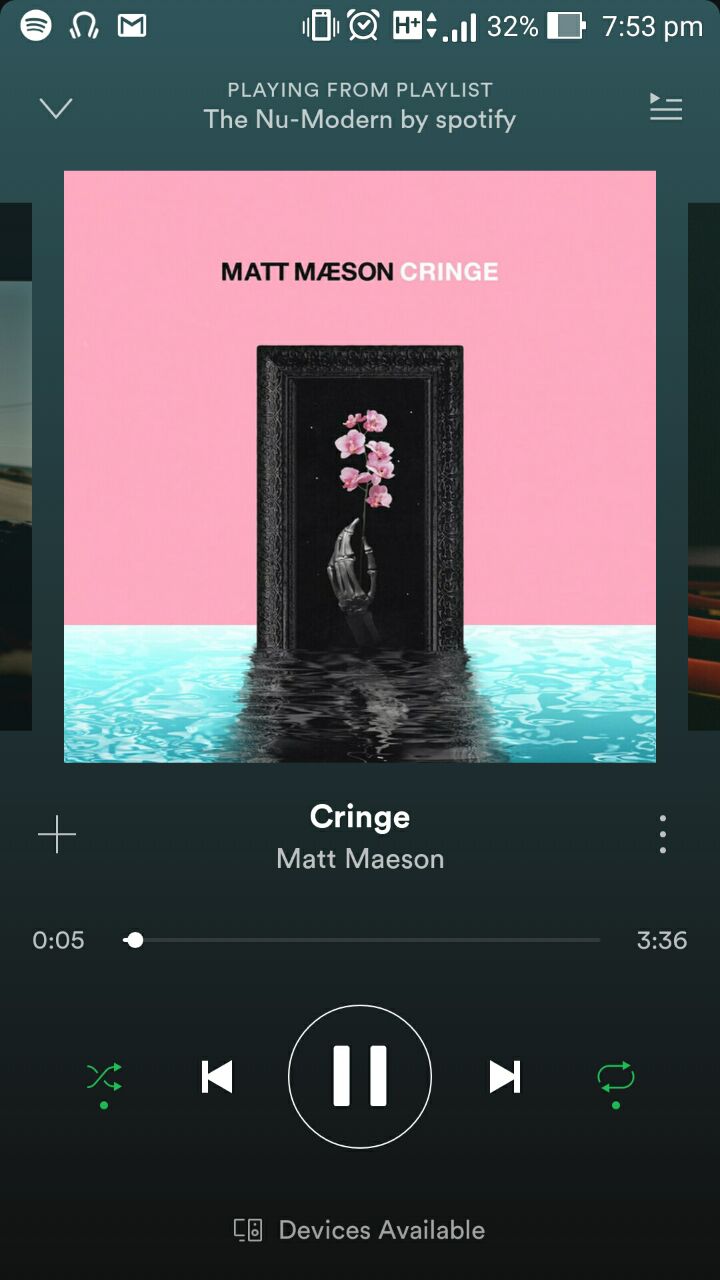 H+ 32% 7:53 pm
PLAYING FROM PLAYLIST
The Nu-Modern by spotify
MATT MÆSON CRINGE
Cringe
Matt Maeson
0:05 3:36
Devices Available